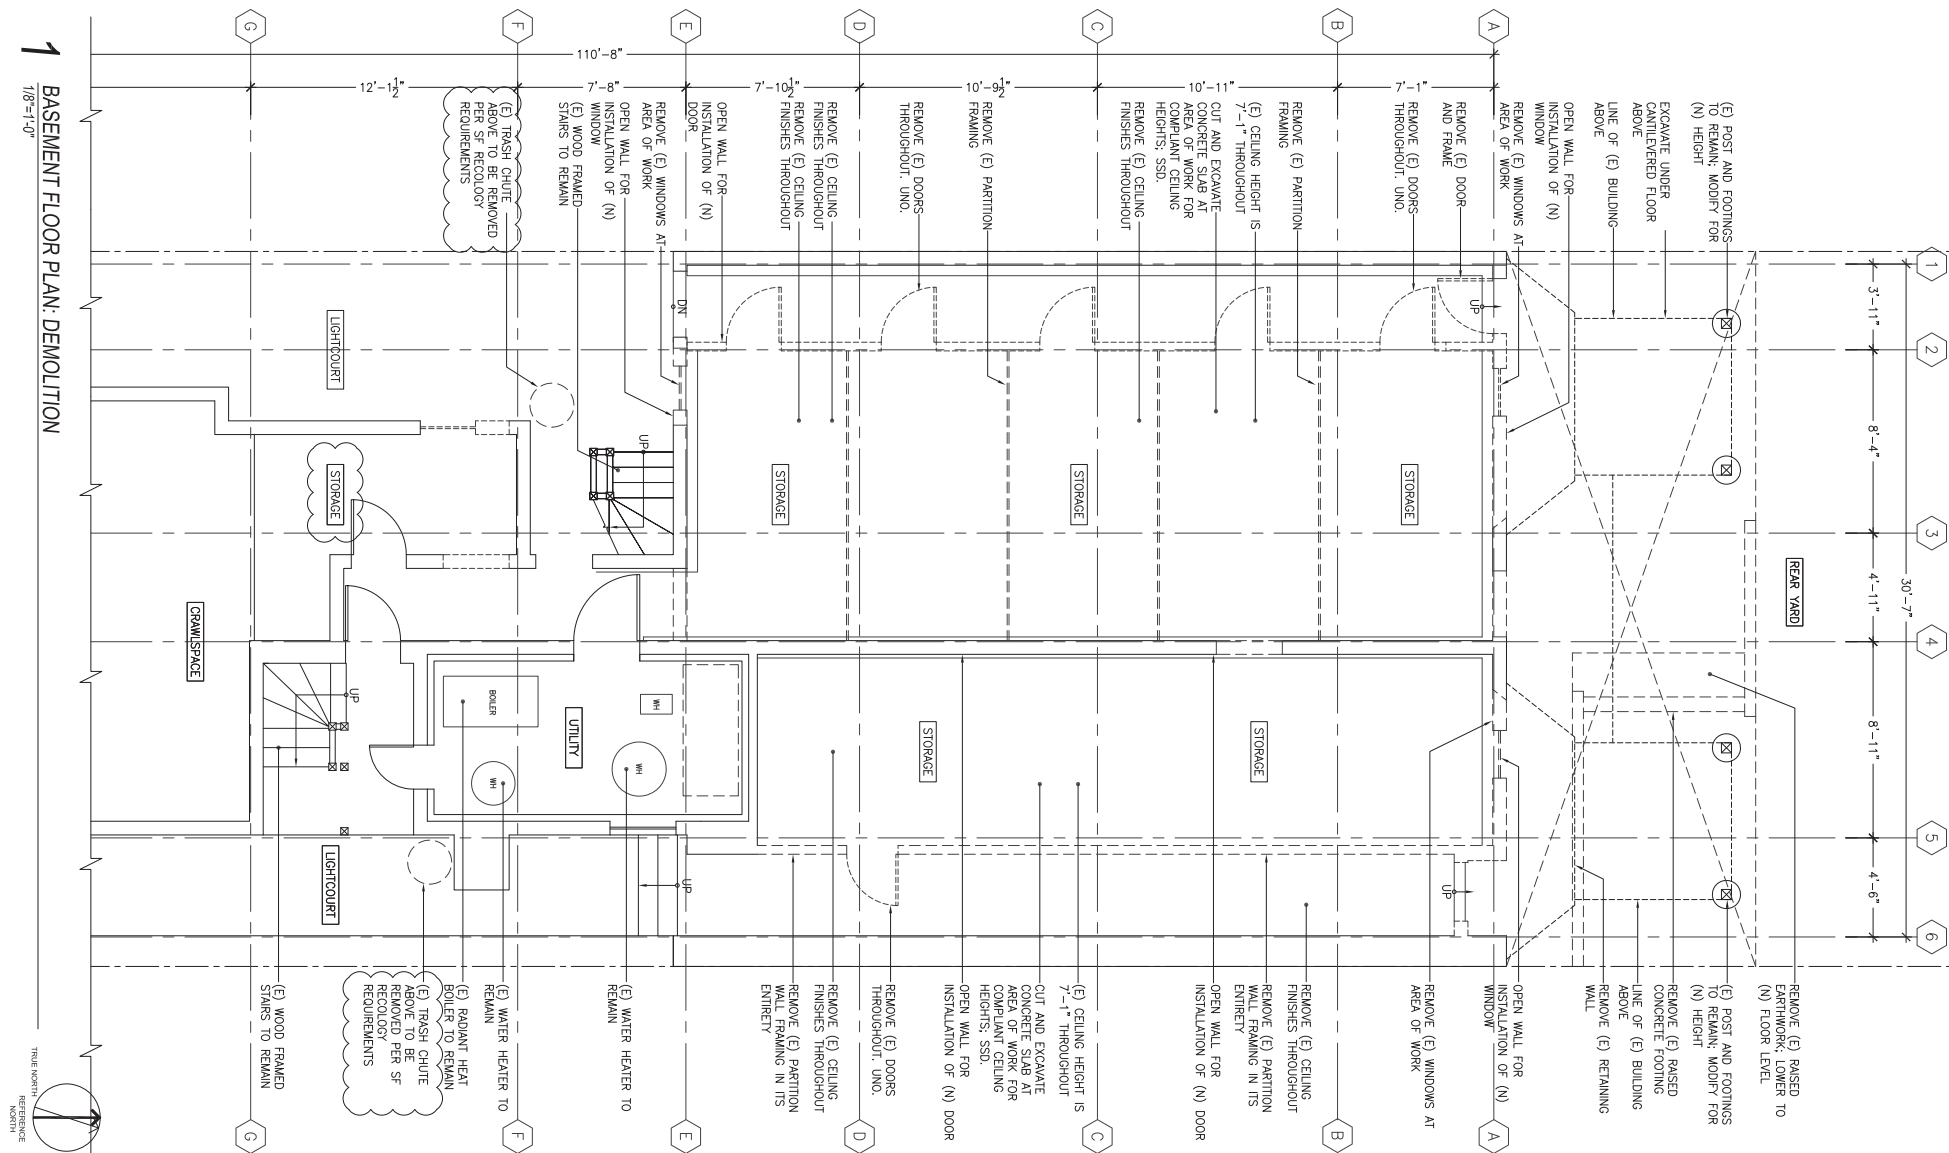 1
BASEMENT FLOOR PLAN: DEMOLITION
1/8"=1'-0"
TRUE NORTH
REFERENCE
NORTH
G
F
E
D
C
B
A
110'-8"
12'-1½"
7'-8"
7'-10½"
10'-9½"
10'-11"
7'-1"
(E) TRASH CHUTE
ABOVE TO BE REMOVED
PER SF RECOLOGY
REQUIREMENTS
(E) WOOD FRAMED
STAIRS TO REMAIN
OPEN WALL FOR
INSTALLATION OF (N)
WINDOW
REMOVE (E) WINDOWS AT
AREA OF WORK
OPEN WALL FOR
INSTALLATION OF (N)
DOOR
REMOVE (E) CEILING
FINISHES THROUGHOUT
REMOVE (E) CEILING
FINISHES THROUGHOUT
REMOVE (E) DOORS
THROUGHOUT. UNO.
REMOVE (E) PARTITION
FRAMING
REMOVE (E) CEILING
FINISHES THROUGHOUT
CUT AND EXCAVATE
CONCRETE SLAB AT
AREA OF WORK FOR
COMPLIANT CEILING
HEIGHTS; SSD.
(E) CEILING HEIGHT IS
7'-1" THROUGHOUT
REMOVE (E) PARTITION
FRAMING
REMOVE (E) DOORS
THROUGHOUT. UNO.
REMOVE (E) DOOR
AND FRAME
REMOVE (E) WINDOWS AT
AREA OF WORK
OPEN WALL FOR
INSTALLATION OF (N)
WINDOW
LINE OF (E) BUILDING
ABOVE
EXCAVATE UNDER
CANTILEVERED FLOOR
ABOVE
(E) POST AND FOOTINGS
TO REMAIN; MODIFY FOR
(N) HEIGHT
1
2
3
4
5
6
30'-7"
3'-11"
8'-4"
4'-11"
8'-11"
4'-6"
LIGHTCOURT
DN
UP
UP
STORAGE
STORAGE
STORAGE
STORAGE
REAR YARD
CRAWLSPACE
UP
BOILER
WH
UTILITY
WH
WH
STORAGE
STORAGE
LIGHTCOURT
UP
UP
(E) WOOD FRAMED
STAIRS TO REMAIN
(E) TRASH CHUTE
ABOVE TO BE
REMOVED PER SF
RECOLOGY
REQUIREMENTS
(E) RADIANT HEAT
BOILER TO REMAIN
(E) WATER HEATER TO
REMAIN
(E) WATER HEATER TO
REMAIN
REMOVE (E) PARTITION
WALL FRAMING IN ITS
ENTIRETY
REMOVE (E) CEILING
FINISHES THROUGHOUT
REMOVE (E) DOORS
THROUGHOUT. UNO.
OPEN WALL FOR
INSTALLATION OF (N) DOOR
CUT AND EXCAVATE
CONCRETE SLAB AT
AREA OF WORK FOR
COMPLIANT CEILING
HEIGHTS; SSD.
(E) CEILING HEIGHT IS
7'-1" THROUGHOUT
OPEN WALL FOR
INSTALLATION OF (N) DOOR
REMOVE (E) PARTITION
WALL FRAMING IN ITS
ENTIRETY
REMOVE (E) CEILING
FINISHES THROUGHOUT
REMOVE (E) WINDOWS AT
AREA OF WORK
OPEN WALL FOR
INSTALLATION OF (N)
WINDOW
REMOVE (E) RETAINING
WALL
LINE OF (E) BUILDING
ABOVE
REMOVE (E) RAISED
CONCRETE FOOTING
(E) POST AND FOOTINGS
TO REMAIN; MODIFY FOR
(N) HEIGHT
REMOVE (E) RAISED
EARTHWORK; LOWER TO
(N) FLOOR LEVEL
G
F
E
D
C
B
A